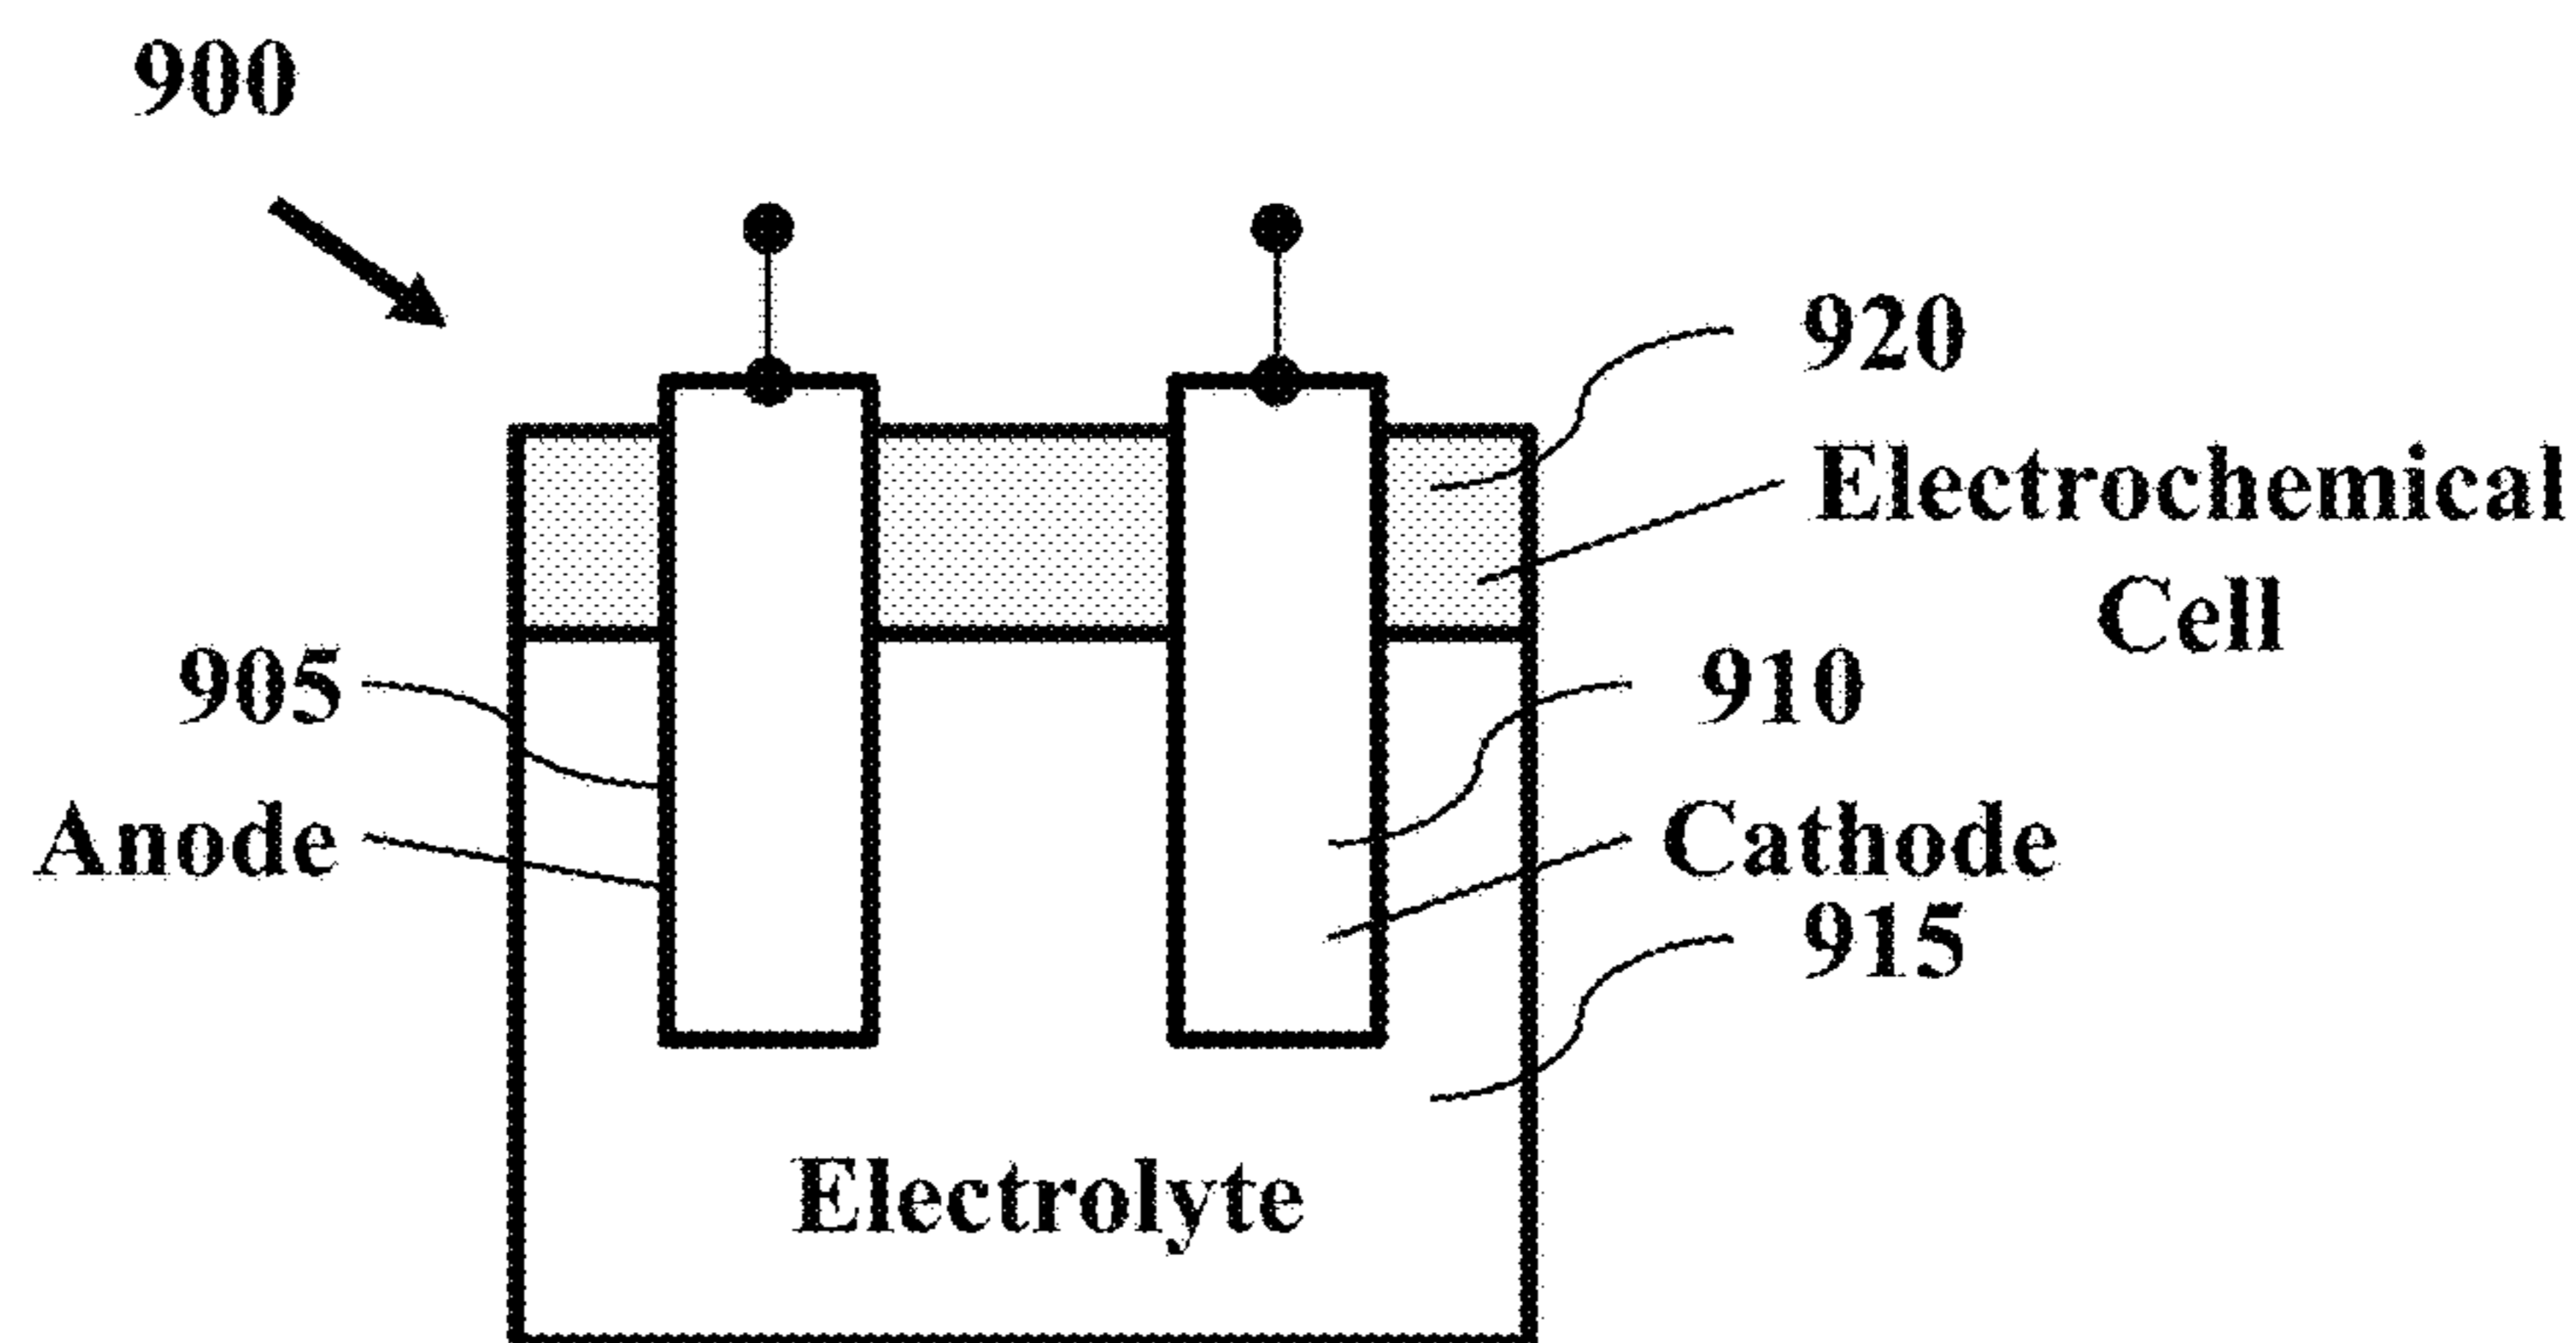 900
920
Electrochemical
Cell
905
910
Anode
Cathode
915
Electrolyte